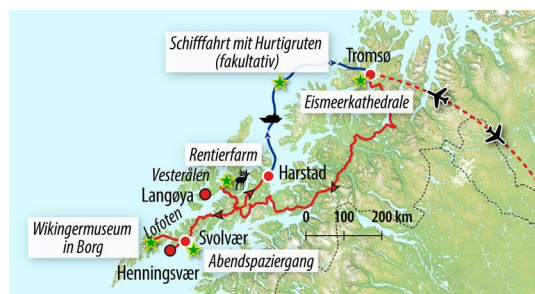 Schifffahrt mit Hurtigruten
(fakultativ)
Tromsø
Eismeerkathedrale
Rentierfarm
Vesterålen
Harstad
Langøya
Lofoten
0 100 200 km
Wikingermuseum
in Borg
Svolvær
Henningsvær
Abendspaziergang